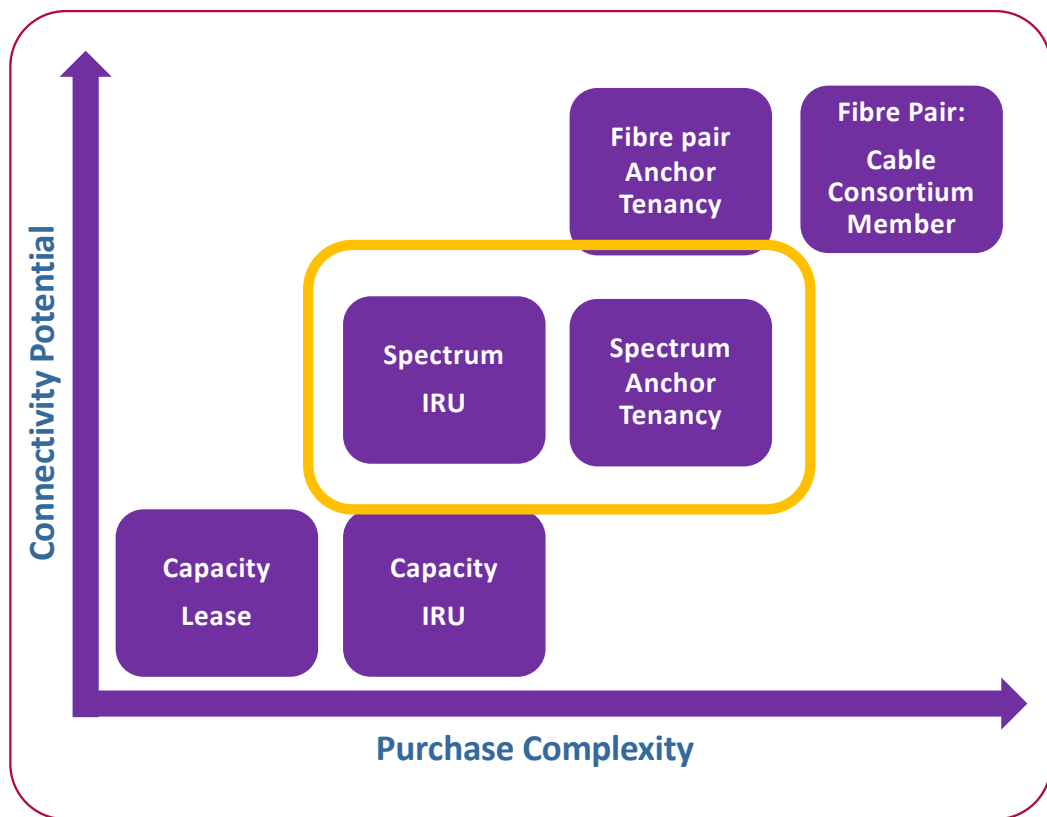 Connectivity Potential
Fibre pair
Anchor
Tenancy
Fibre Pair:
Cable
Consortium
Member
Spectrum
IRU
Spectrum
Anchor
Tenancy
Capacity
Lease
Capacity
IRU
Purchase Complexity